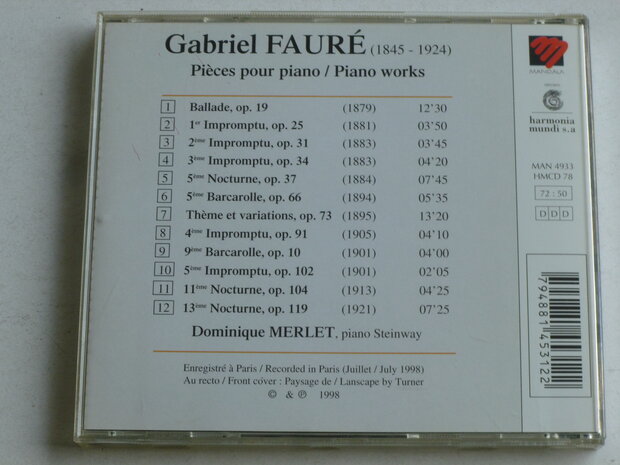 Gabriel FAURÉ (1845 - 1924)
Pièces pour piano / Piano works
1 Ballade, op. 19 (1879) 12'30
2 1er Impromptu, op. 25 (1881) 03'50
3 2ème Impromptu, op. 31 (1883) 03'45
4 3ème Impromptu, op. 34 (1883) 04'20
5 5ème Nocturne, op. 37 (1884) 07'45
6 5ème Barcarolle, op. 66 (1894) 05'35
7 Thème et variations, op. 73 (1895) 13'20
8 4ème Impromptu, op. 91 (1905) 04'10
9 9ème Barcarolle, op. 10 (1901) 04'00
10 5ème Impromptu, op. 102 (1901) 02'05
11 11ème Nocturne, op. 104 (1913) 04'25
12 13ème Nocturne, op. 119 (1921) 07'25
Dominique MERLET, piano Steinway
Enregistré à Paris / Recorded in Paris (Juillet / July 1998)
Au recto / Front cover : Paysage de / Lanscape by Turner
© & ℗ 1998
MANDALA
harmonia
mundi s.a
MAN 4933
HMCD 78
72 : 50
D D D
794881453122